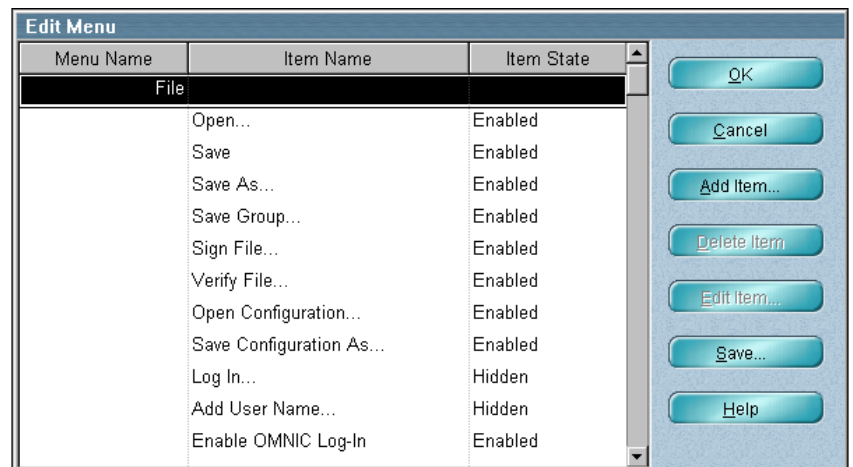 Edit Menu
Menu Name Item Name Item State
File
Open... Enabled
Save Enabled
Save As... Enabled
Save Group... Enabled
Sign File... Enabled
Verify File... Enabled
Open Configuration... Enabled
Save Configuration As... Enabled
Log In... Hidden
Add User Name... Hidden
Enable OMNIC Log-In Enabled
OK
Cancel
Add Item...
Delete Item
Edit Item...
Save...
Help